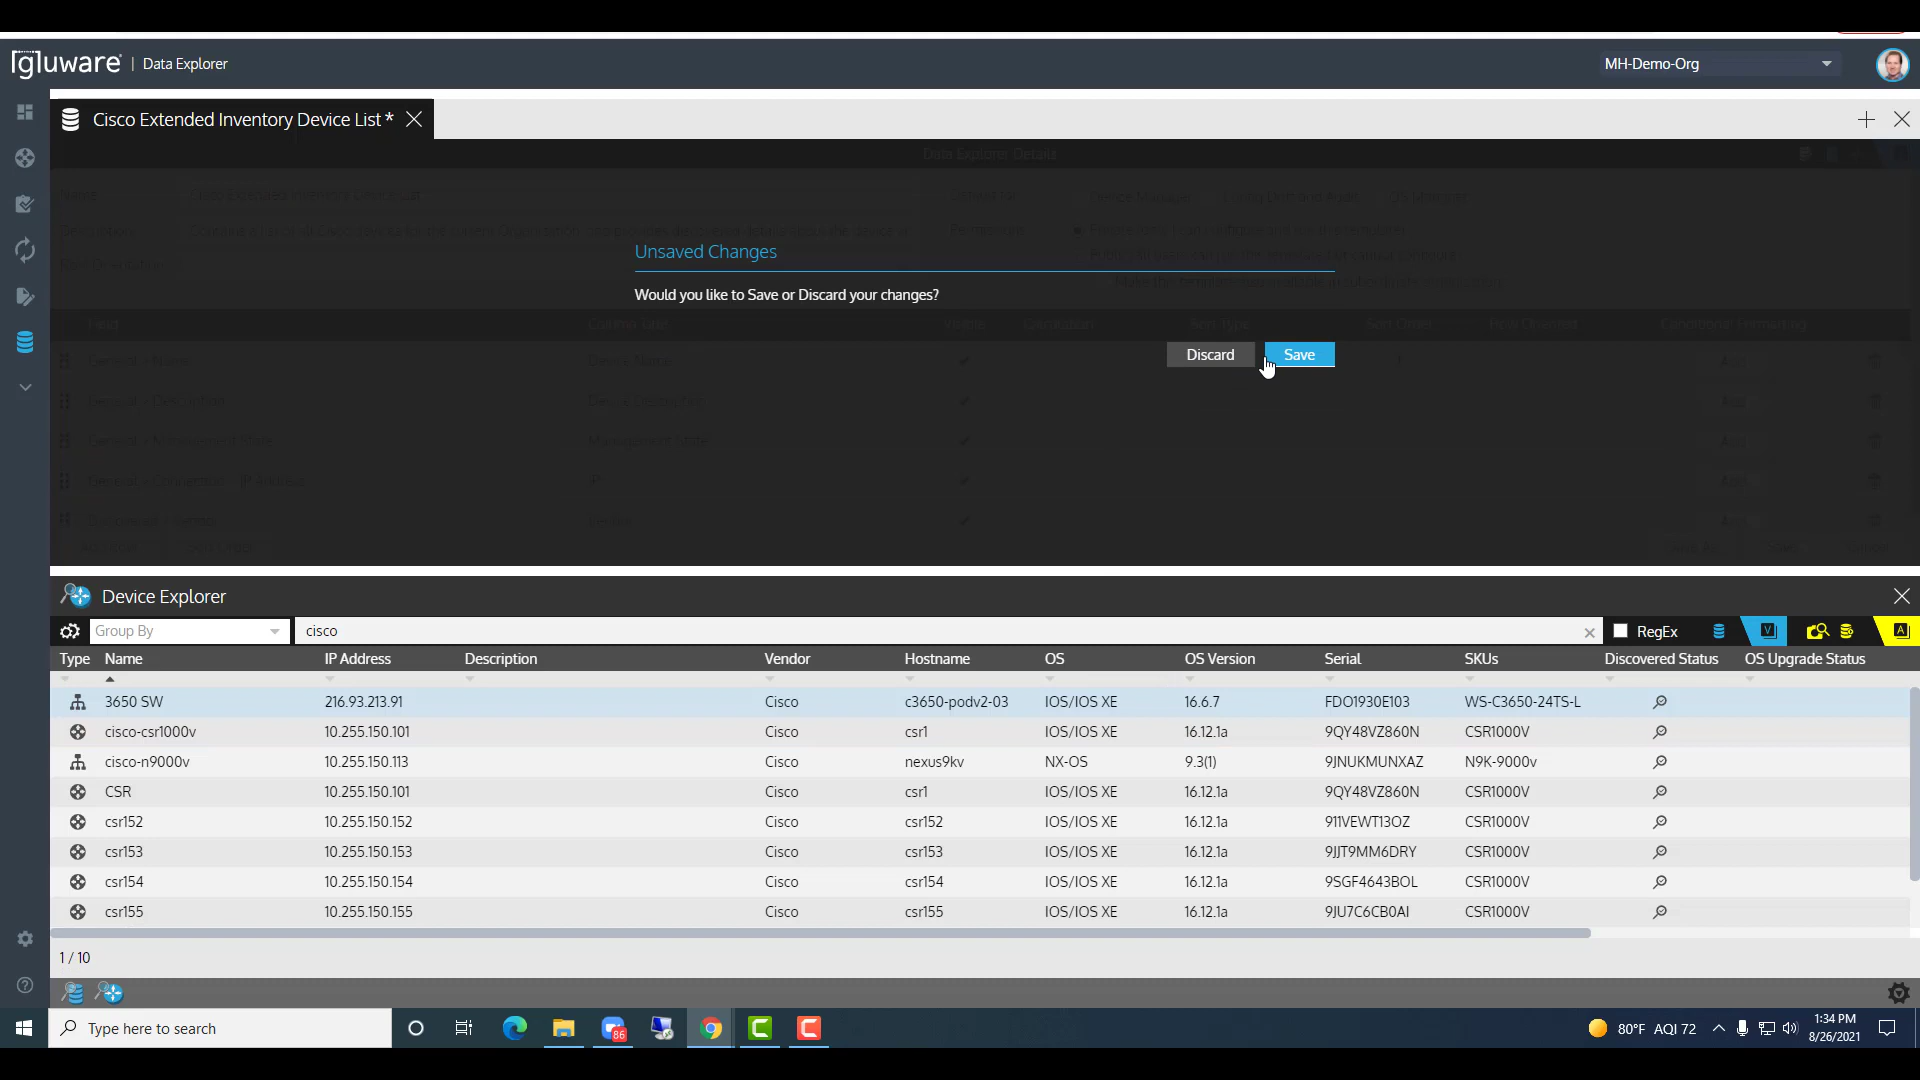 [gluware | Data Explorer
MH-Demo-Org
Cisco Extended Inventory Device List *
Data Explorer Details
Unsaved Changes
Would you like to Save or Discard your changes?
Discard
Save
Device Explorer
Group By
cisco
RegEx
V
A
Type Name IP Address Description Vendor Hostname OS OS Version Serial SKUs Discovered Status OS Upgrade Status
3650 SW 216.93.213.91 Cisco c3650-podv2-03 IOS/IOS XE 16.6.7 FDO1930E103 WS-C3650-24TS-L
cisco-csr1000v 10.255.150.101 Cisco csr1 IOS/IOS XE 16.12.1a 9QY48VZ860N CSR1000V
cisco-n9000v 10.255.150.113 Cisco nexus9kv NX-OS 9.3(1) 9JNUKMUNXAZ N9K-9000v
CSR 10.255.150.101 Cisco csr1 IOS/IOS XE 16.12.1a 9QY48VZ860N CSR1000V
csr152 10.255.150.152 Cisco csr152 IOS/IOS XE 16.12.1a 911VEWT13OZ CSR1000V
csr153 10.255.150.153 Cisco csr153 IOS/IOS XE 16.12.1a 9JJT9MM6DRY CSR1000V
csr154 10.255.150.154 Cisco csr154 IOS/IOS XE 16.12.1a 9SGF4643BOL CSR1000V
csr155 10.255.150.155 Cisco csr155 IOS/IOS XE 16.12.1a 9JU7C6CB0AI CSR1000V
1 / 10
Type here to search
86
80°F AQI 72
1:34 PM
8/26/2021